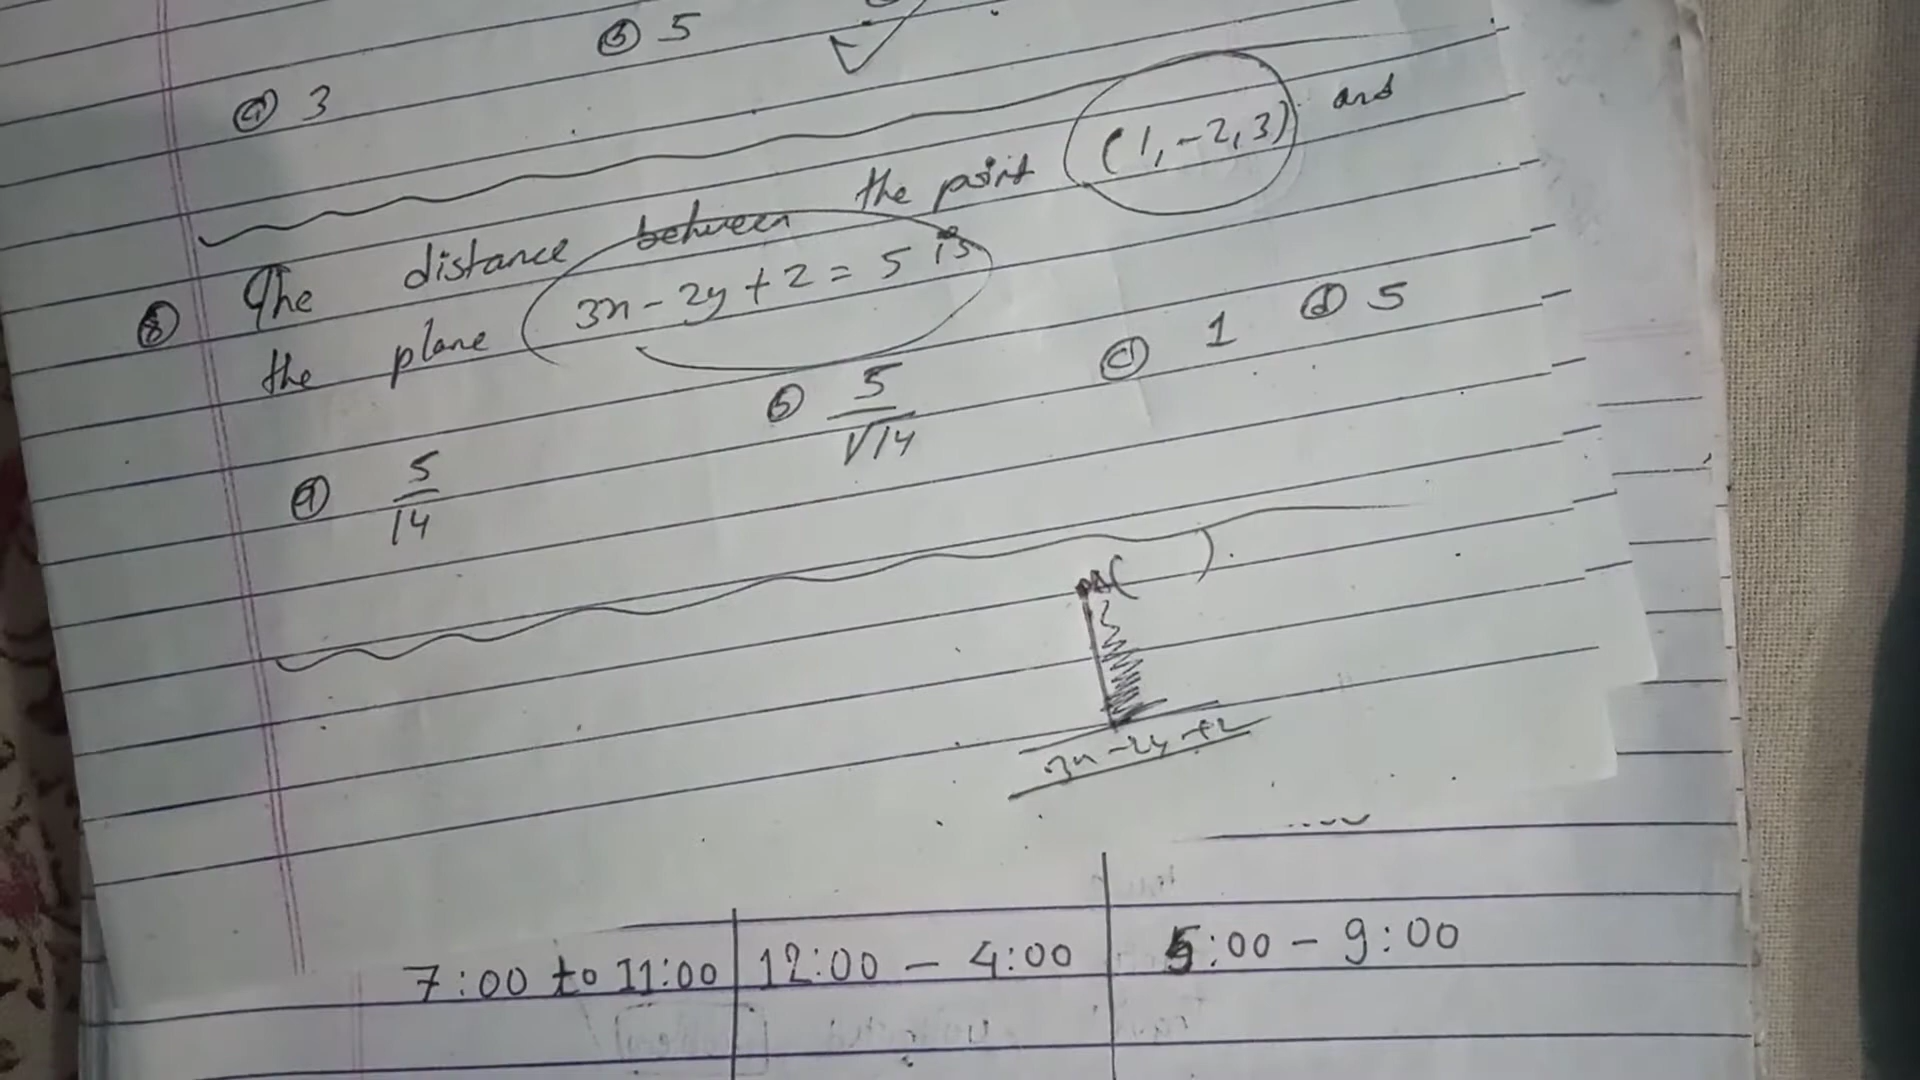 b 5
a 3
8 The distance between the point (1, -2, 3) and
the plane 3x - 2y + z = 5 is
a 5/14 b 5/√14 c 1 d 5
A( ).
3x - 2y + z
7:00 to 11:00 12:00 - 4:00 5:00 - 9:00